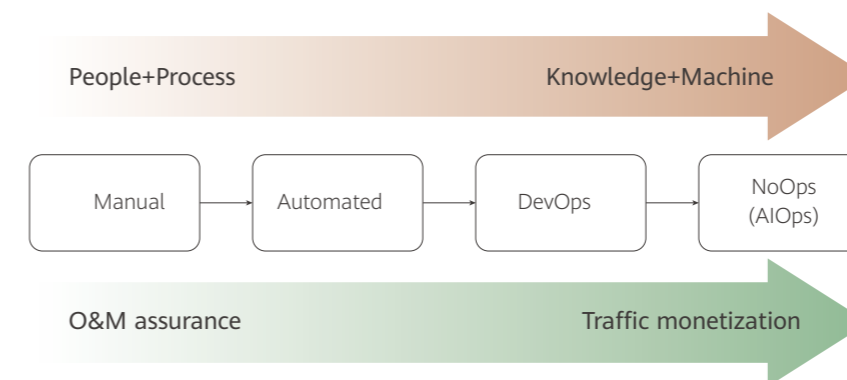 People+Process
Knowledge+Machine
Manual
Automated
DevOps
NoOps
(AIOps)
O&M assurance
Traffic monetization